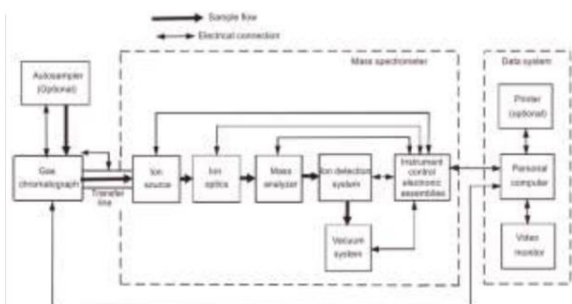 Sample flow
Electrical connection
Mass spectrometer
Data system
Autosampler
(Optional)
Printer
(optional)
Gas
chromatograph
Transfer
line
Ion
source
Ion
optics
Mass
analyzer
Ion detection
system
Instrument
control
electronic
assemblies
Personal
computer
Vacuum
system
Video
monitor